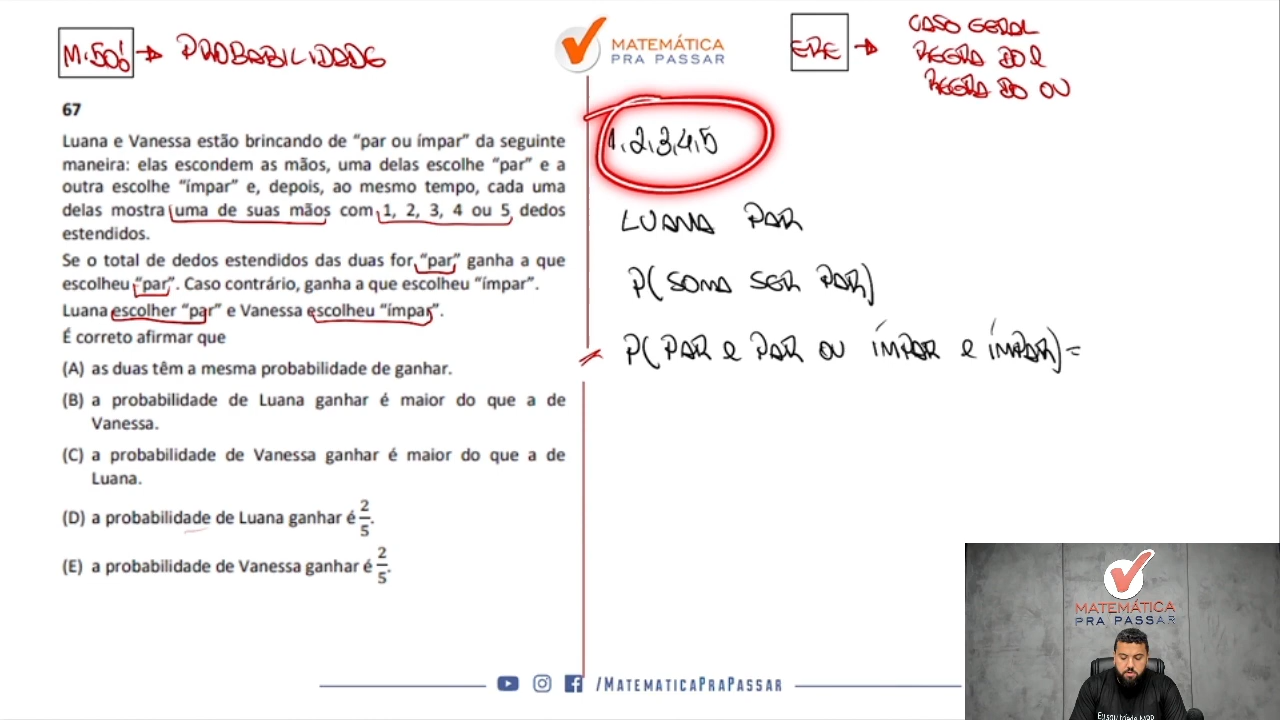 M.50'
PROBABILIDADE
MATEMÁTICA
PRA PASSAR
CASO GERAL
REGRA DO E
REGRA DO OU
67
Luana e Vanessa estão brincando de “par ou ímpar” da seguinte
maneira: elas escondem as mãos, uma delas escolhe “par” e a
outra escolhe “ímpar” e, depois, ao mesmo tempo, cada uma
delas mostra uma de suas mãos com 1, 2, 3, 4 ou 5 dedos
estendidos.
Se o total de dedos estendidos das duas for “par” ganha a que
escolheu “par”. Caso contrário, ganha a que escolheu “ímpar”.
Luana escolher “par” e Vanessa escolheu “ímpar”.
É correto afirmar que
(A) as duas têm a mesma probabilidade de ganhar.
(B) a probabilidade de Luana ganhar é maior do que a de
Vanessa.
(C) a probabilidade de Vanessa ganhar é maior do que a de
Luana.
(D) a probabilidade de Luana ganhar é 2/5.
(E) a probabilidade de Vanessa ganhar é 2/5.
1,2,3,4,5
LUANA PAR
P(SOMA SER PAR)
P(PAR e PAR OU ÍMPAR e ÍMPAR)=
MATEMÁTICA
PRA PASSAR
/MATEMATICAPRAPASSAR